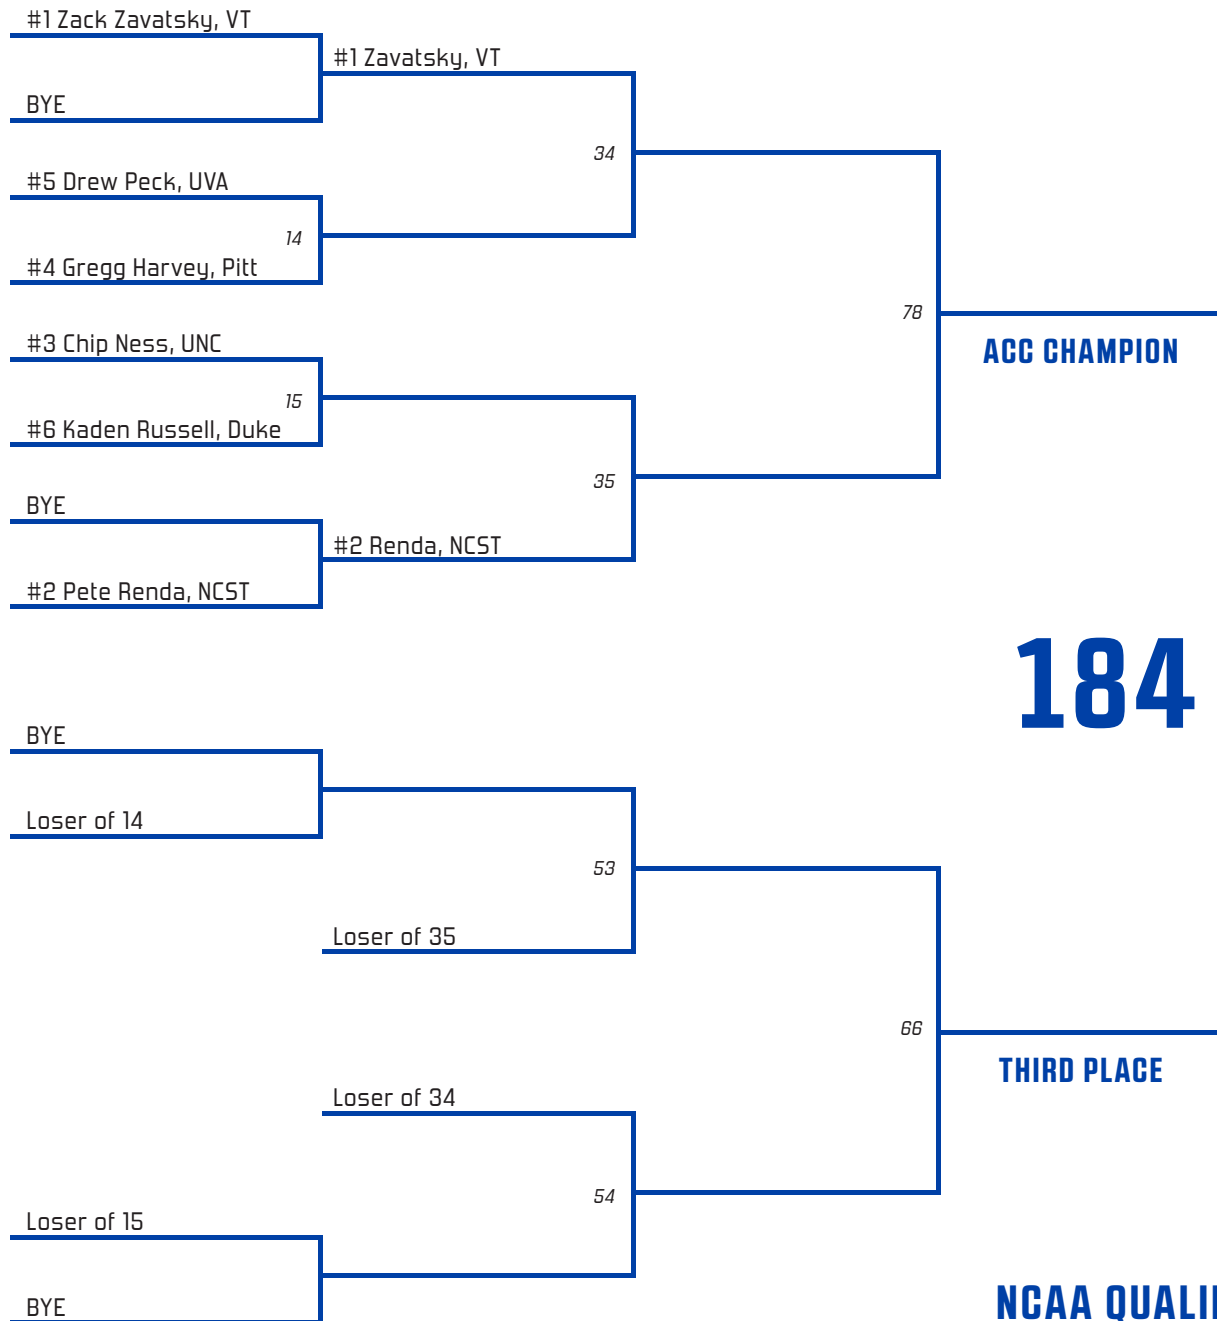 #1 Zack Zavatsky, VT
#1 Zavatsky, VT
BYE
34
#5 Drew Peck, UVA
14
#4 Gregg Harvey, Pitt
78
#3 Chip Ness, UNC
ACC CHAMPION
15
#6 Kaden Russell, Duke
35
BYE
#2 Renda, NCST
#2 Pete Renda, NCST
184
BYE
Loser of 14
53
Loser of 35
66
THIRD PLACE
Loser of 34
54
Loser of 15
BYE
NCAA